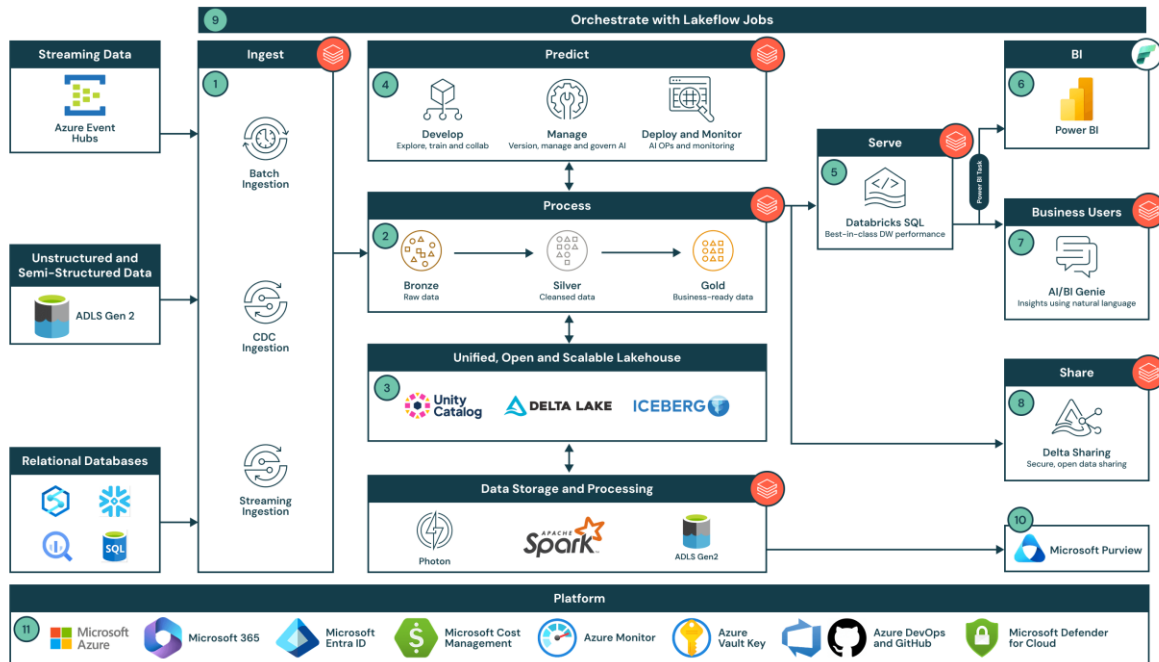 9
Orchestrate with Lakeflow Jobs
Streaming Data
Azure Event
Hubs
Unstructured and
Semi-Structured Data
ADLS Gen 2
Relational Databases
SQL
Ingest
1
Batch
Ingestion
CDC
Ingestion
Streaming
Ingestion
Predict
4
Develop
Explore, train and collab
Manage
Version, manage and govern AI
Deploy and Monitor
AI OPs and monitoring
Process
2
Bronze
Raw data
Silver
Cleansed data
Gold
Business-ready data
Unified, Open and Scalable Lakehouse
3
Unity
Catalog
DELTA LAKE
ICEBERG
Data Storage and Processing
Photon
APACHE
Spark
ADLS Gen2
Serve
5
Databricks SQL
Best-in-class DW performance
Power BI Task
BI
6
Power BI
Business Users
7
AI/BI Genie
Insights using natural language
Share
8
Delta Sharing
Secure, open data sharing
10
Microsoft Purview
Platform
11
Microsoft
Azure
Microsoft 365
Microsoft
Entra ID
Microsoft Cost
Management
Azure Monitor
Azure
Vault Key
Azure DevOps
and GitHub
Microsoft Defender
for Cloud